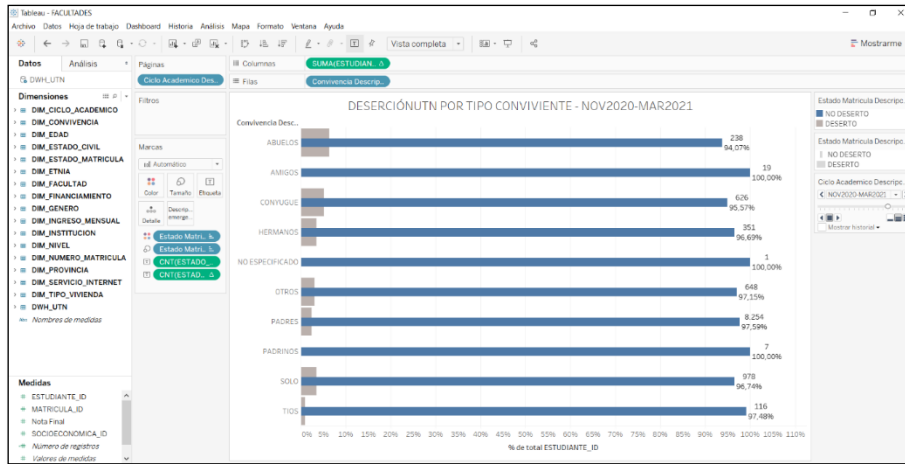 Tableau - FACULTADES
Archivo Datos Hoja de trabajo Dashboard Historia Análisis Mapa Formato Ventana Ayuda
Vista completa
Mostrarme
Datos Análisis
DWH_UTN
Dimensiones
DIM_CICLO_ACADEMICO
DIM_CONVIVENCIA
DIM_EDAD
DIM_ESTADO_CIVIL
DIM_ESTADO_MATRICULA
DIM_ETNIA
DIM_FACULTAD
DIM_FINANCIAMIENTO
DIM_GENERO
DIM_INGRESO_MENSUAL
DIM_INSTITUCION
DIM_NIVEL
DIM_NUMERO_MATRICULA
DIM_PROVINCIA
DIM_SERVICIO_INTERNET
DIM_TIPO_VIVIENDA
DWH_UTN
Abc Nombres de medidas
Medidas
ESTUDIANTE_ID
MATRICULA_ID
Nota Final
SOCIOECONOMICA_ID
Número de registros
Valores de medidas
Páginas
Ciclo Academico Des..
Filtros
Marcas
Automático
Color Tamaño Etiqueta
Detalle Descrip.. emerge..
Estado Matri..
Estado Matri..
CNT(ESTADO_..
CNT(ESTAD..
Columnas SUMA(ESTUDIAN..
Filas Convivencia Descrip..
DESERCIÓNUTN POR TIPO CONVIVIENTE - NOV2020-MAR2021
Convivencia Desc..
ABUELOS 238
94,07%
AMIGOS 19
100,00%
CONYUGUE 626
95,57%
HERMANOS 351
96,69%
NO ESPECIFICADO 1
100,00%
OTROS 648
97,15%
PADRES 8.254
97,59%
PADRINOS 7
100,00%
SOLO 978
96,74%
TIOS 116
97,48%
0% 5% 10% 15% 20% 25% 30% 35% 40% 45% 50% 55% 60% 65% 70% 75% 80% 85% 90% 95% 100% 105% 110%
% de total ESTUDIANTE_ID
Estado Matricula Descripc..
NO DESERTO
DESERTO
Estado Matricula Descripc..
NO DESERTO
DESERTO
Ciclo Academico Descripc..
NOV2020-MAR2021
Mostrar historial